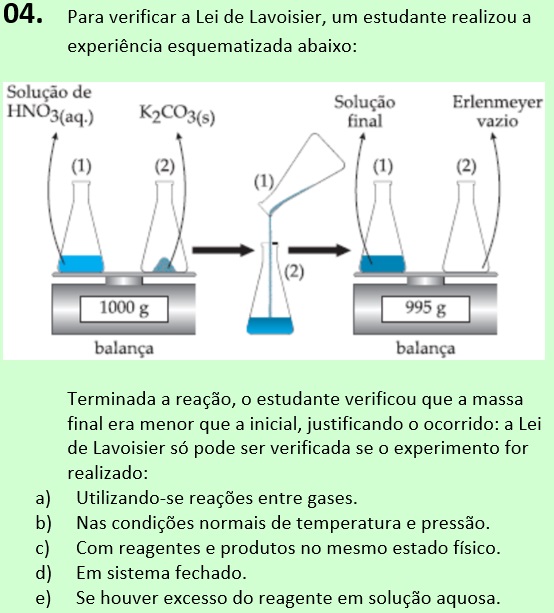 04. Para verificar a Lei de Lavoisier, um estudante realizou a
experiência esquematizada abaixo:
Solução de
HNO3(aq.)
K2CO3(s)
Solução
final
Erlenmeyer
vazio
(1)
(2)
(1)
(2)
(1)
(2)
1000 g
995 g
balança
balança
Terminada a reação, o estudante verificou que a massa
final era menor que a inicial, justificando o ocorrido: a Lei
de Lavoisier só pode ser verificada se o experimento for
realizado:
a) Utilizando-se reações entre gases.
b) Nas condições normais de temperatura e pressão.
c) Com reagentes e produtos no mesmo estado físico.
d) Em sistema fechado.
e) Se houver excesso do reagente em solução aquosa.